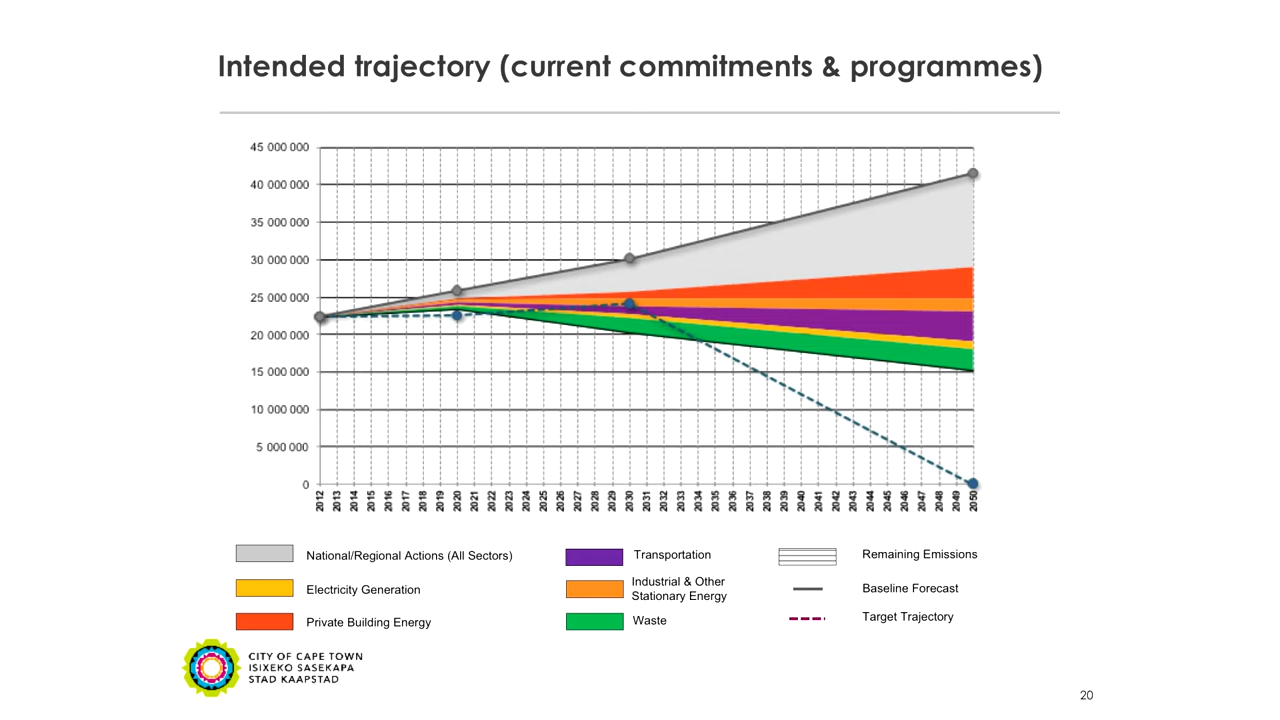 Intended trajectory (current commitments & programmes)
45 000 000
40 000 000
35 000 000
30 000 000
25 000 000
20 000 000
15 000 000
10 000 000
5 000 000
0
2012 2013 2014 2015 2016 2017 2018 2019 2020 2021 2022 2023 2024 2025 2026 2027 2028 2029 2030 2031 2032 2033 2034 2035 2036 2037 2038 2039 2040 2041 2042 2043 2044 2045 2046 2047 2048 2049 2050
National/Regional Actions (All Sectors)
Electricity Generation
Private Building Energy
Transportation
Industrial & Other
Stationary Energy
Waste
Remaining Emissions
Baseline Forecast
Target Trajectory
CITY OF CAPE TOWN
ISIXEKO SASEKAPA
STAD KAAPSTAD
20